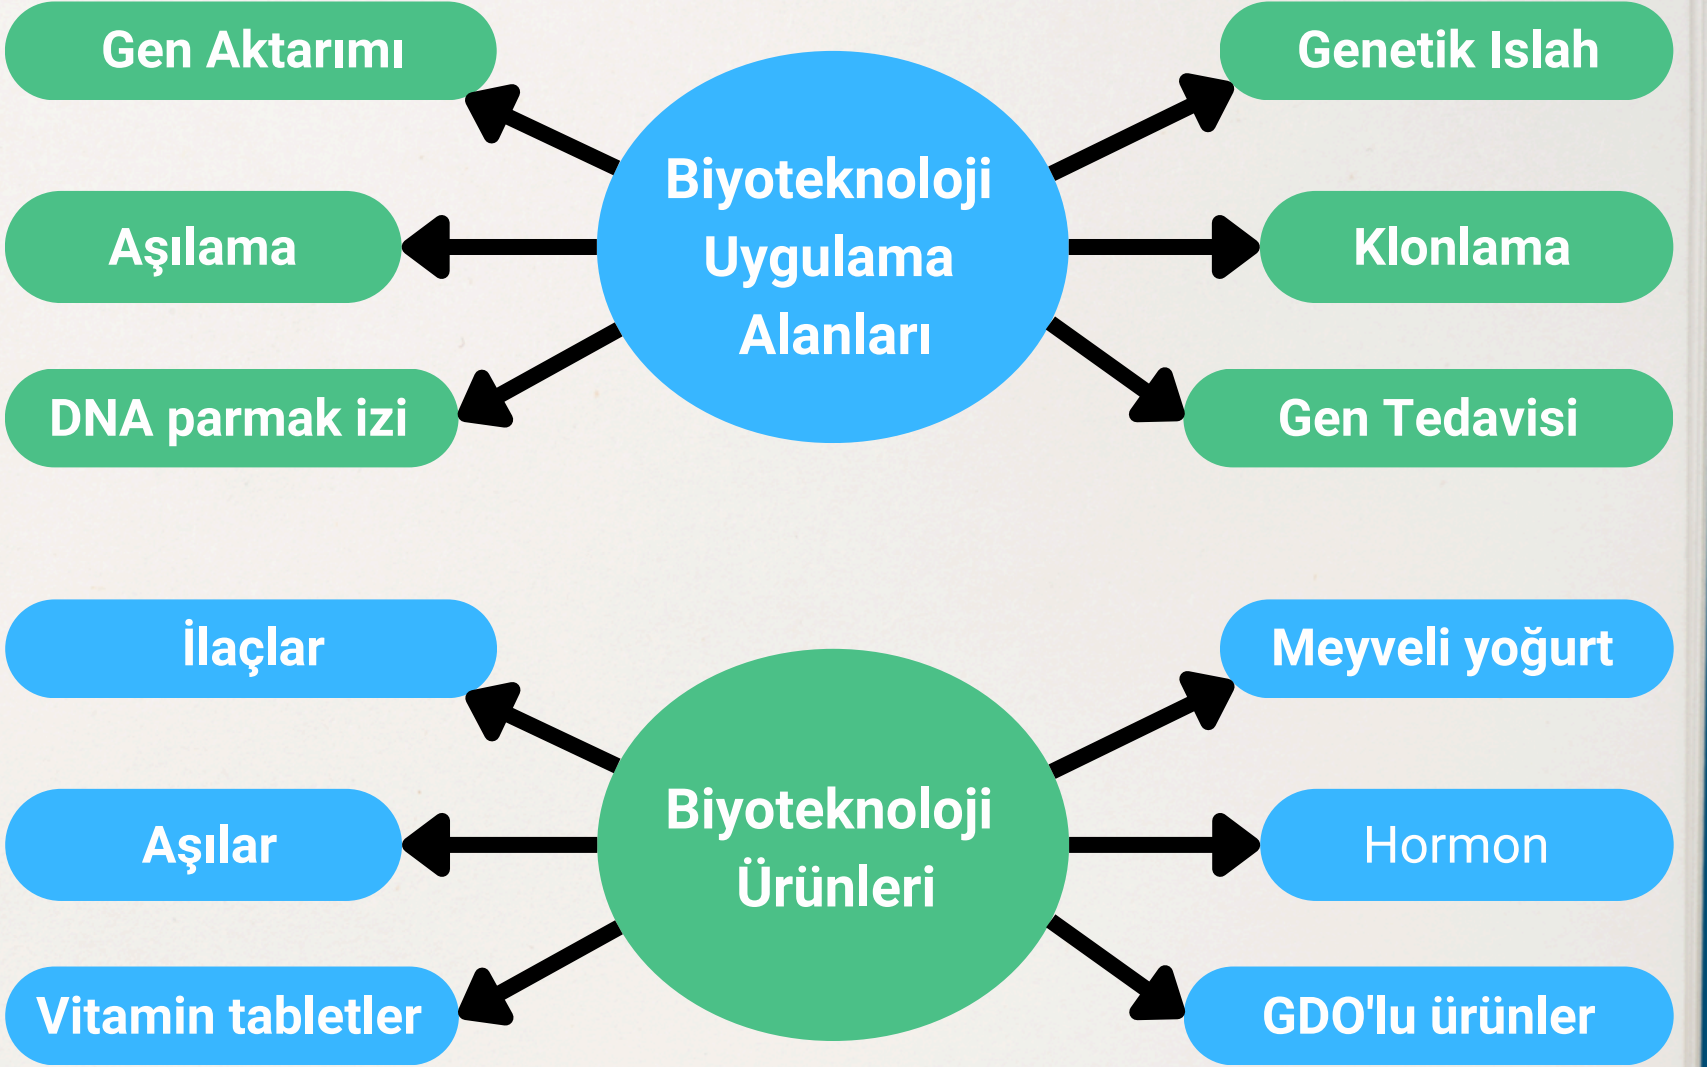 Gen Aktarımı
Genetik Islah
Biyoteknoloji
Uygulama
Alanları
Aşılama
Klonlama
DNA parmak izi
Gen Tedavisi
İlaçlar
Meyveli yoğurt
Biyoteknoloji
Ürünleri
Aşılar
Hormon
Vitamin tabletler
GDO'lu ürünler